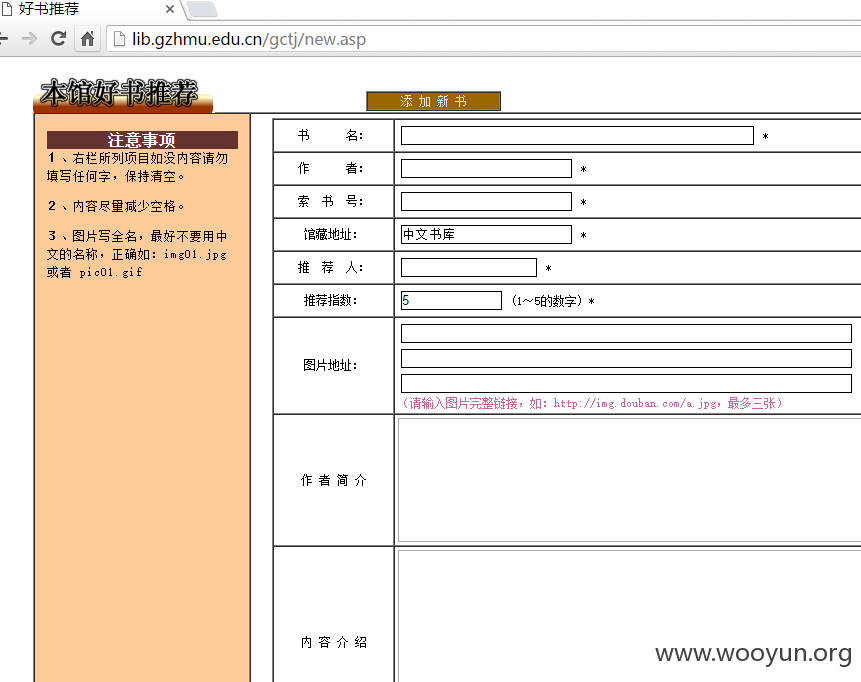 好书推荐
lib.gzhmu.edu.cn/gctj/new.asp
本馆好书推荐
添 加 新 书
注意事项
1、右栏所列项目如没内容请勿
填写任何字，保持清空。
2、内容尽量减少空格。
3、图片写全名，最好不要用中
文的名称，正确如：img01.jpg
或者 pic01.gif
书 名： *
作 者： *
索 书 号： *
馆藏地址： 中文书库 *
推 荐 人： *
推荐指数： 5 (1～5的数字) *
图片地址：
(请输入图片完整链接，如：http://img.douban.com/a.jpg，最多三张)
作 者 简 介
内 容 介 绍
www.wooyun.org